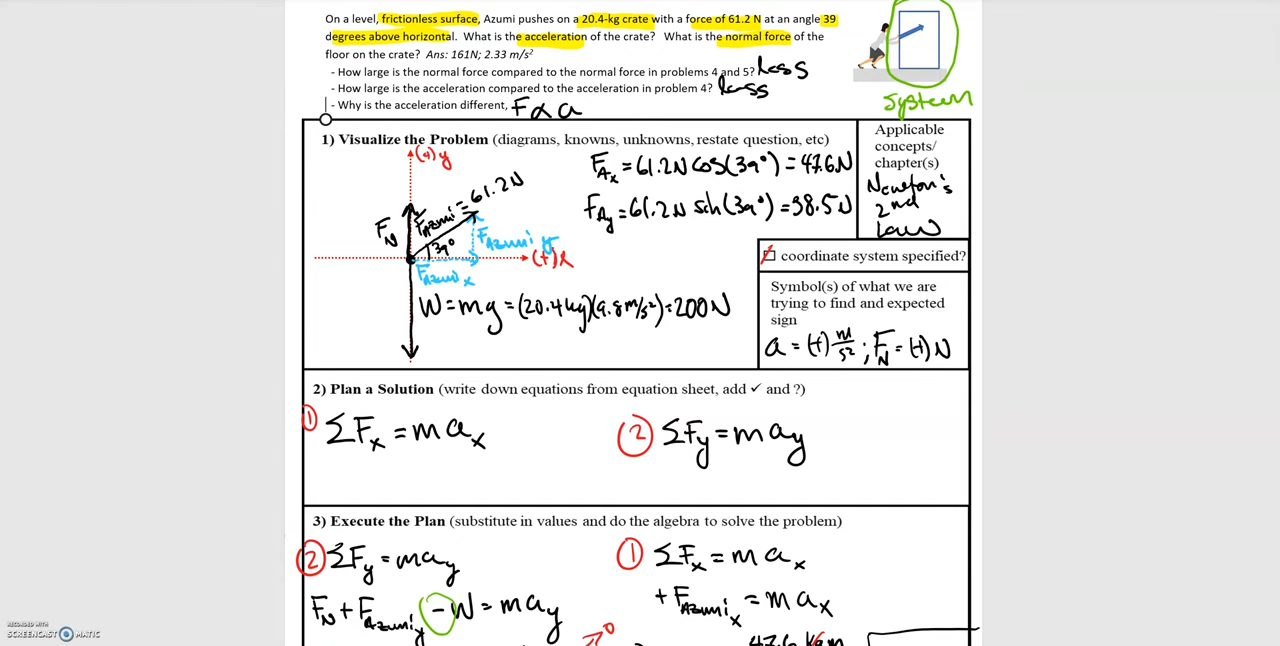 On a level, frictionless surface, Azumi pushes on a 20.4-kg crate with a force of 61.2 N at an angle 39
degrees above horizontal. What is the acceleration of the crate? What is the normal force of the
floor on the crate? Ans: 161N; 2.33 m/s²
- How large is the normal force compared to the normal force in problems 4 and 5? Less
- How large is the acceleration compared to the acceleration in problem 4? less
- Why is the acceleration different, F∝a
system
1) Visualize the Problem (diagrams, knowns, unknowns, restate question, etc)
Applicable
concepts/
chapter(s)
Newton's
2nd
Law
(+)y
F_Azumi = 61.2N
F_N
39°
F_Azumi y
F_Azumi x
(+)x
F_Ax = 61.2N cos(39°) = 47.6N
F_Ay = 61.2N sin(39°) = 38.5N
W = mg = (20.4kg)(9.8m/s²) = 200N
coordinate system specified?
Symbol(s) of what we are
trying to find and expected
sign
a = (+) m/s² ; F_N = (+) N
2) Plan a Solution (write down equations from equation sheet, add ✓ and ?)
① ΣF_x = ma_x
② ΣF_y = ma_y
3) Execute the Plan (substitute in values and do the algebra to solve the problem)
② ΣF_y = ma_y
F_N + F_Azumi y - W = ma_y
① ΣF_x = ma_x
+ F_Azumi x = ma_x
0
RECORDED WITH
SCREENCAST MATIC